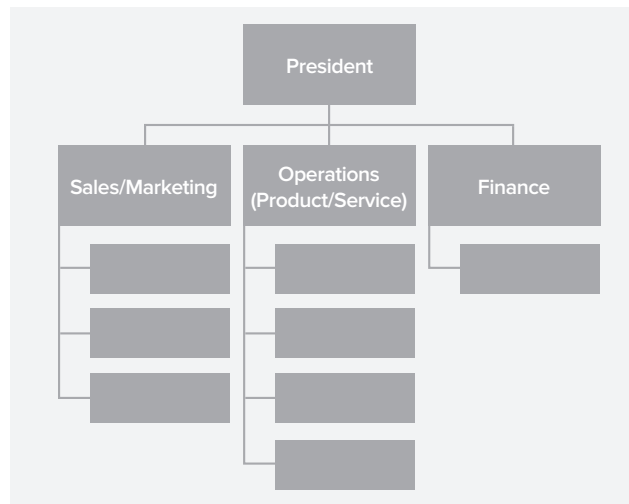 President
Sales/Marketing
Operations
(Product/Service)
Finance